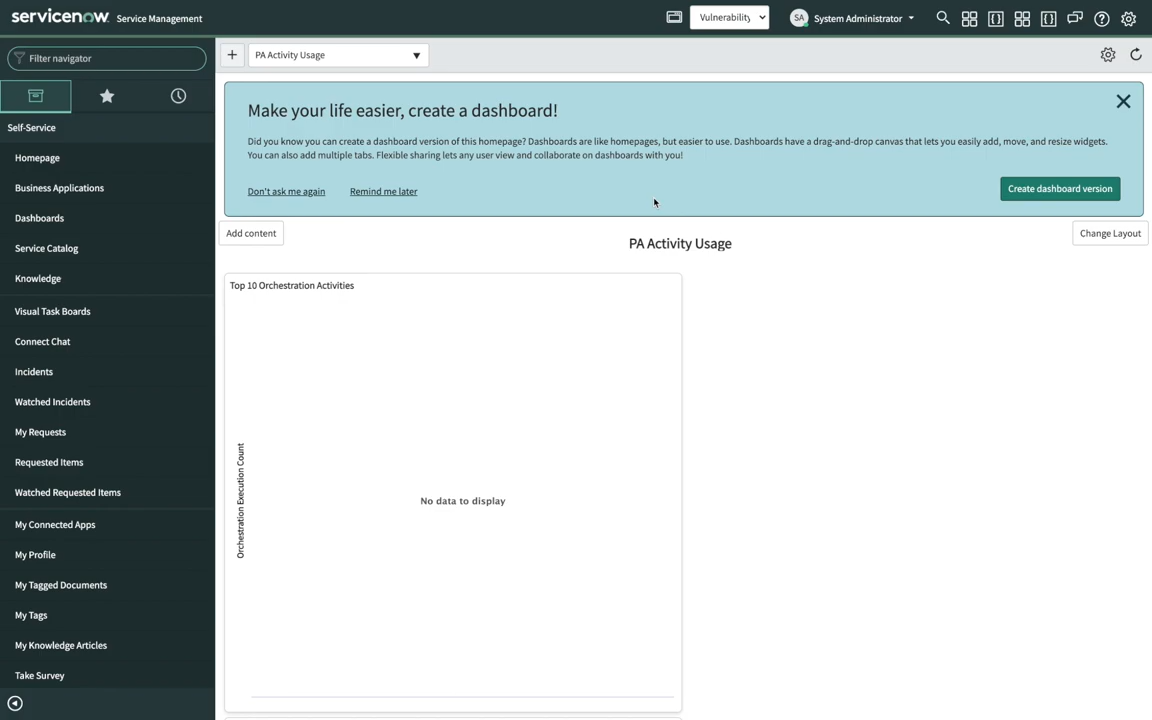 servicenow Service Management
Vulnerability
SA System Administrator
Filter navigator
PA Activity Usage
Make your life easier, create a dashboard!
Did you know you can create a dashboard version of this homepage? Dashboards are like homepages, but easier to use. Dashboards have a drag-and-drop canvas that lets you easily add, move, and resize widgets.
You can also add multiple tabs. Flexible sharing lets any user view and collaborate on dashboards with you!
Don't ask me again
Remind me later
Create dashboard version
Add content
PA Activity Usage
Change Layout
Self-Service
Homepage
Business Applications
Dashboards
Service Catalog
Knowledge
Visual Task Boards
Connect Chat
Incidents
Watched Incidents
My Requests
Requested Items
Watched Requested Items
My Connected Apps
My Profile
My Tagged Documents
My Tags
My Knowledge Articles
Take Survey
Top 10 Orchestration Activities
Orchestration Execution Count
No data to display